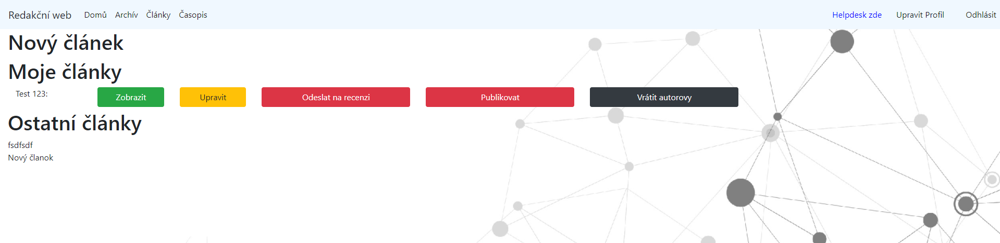 Redakční web Domů Archív Články Časopis Helpdesk zde Upravit Profil Odhlásit
Nový článek
Moje články
Test 123: Zobrazit Upravit Odeslat na recenzi Publikovat Vrátit autorovy
Ostatní články
fsdfsdf
Nový članok